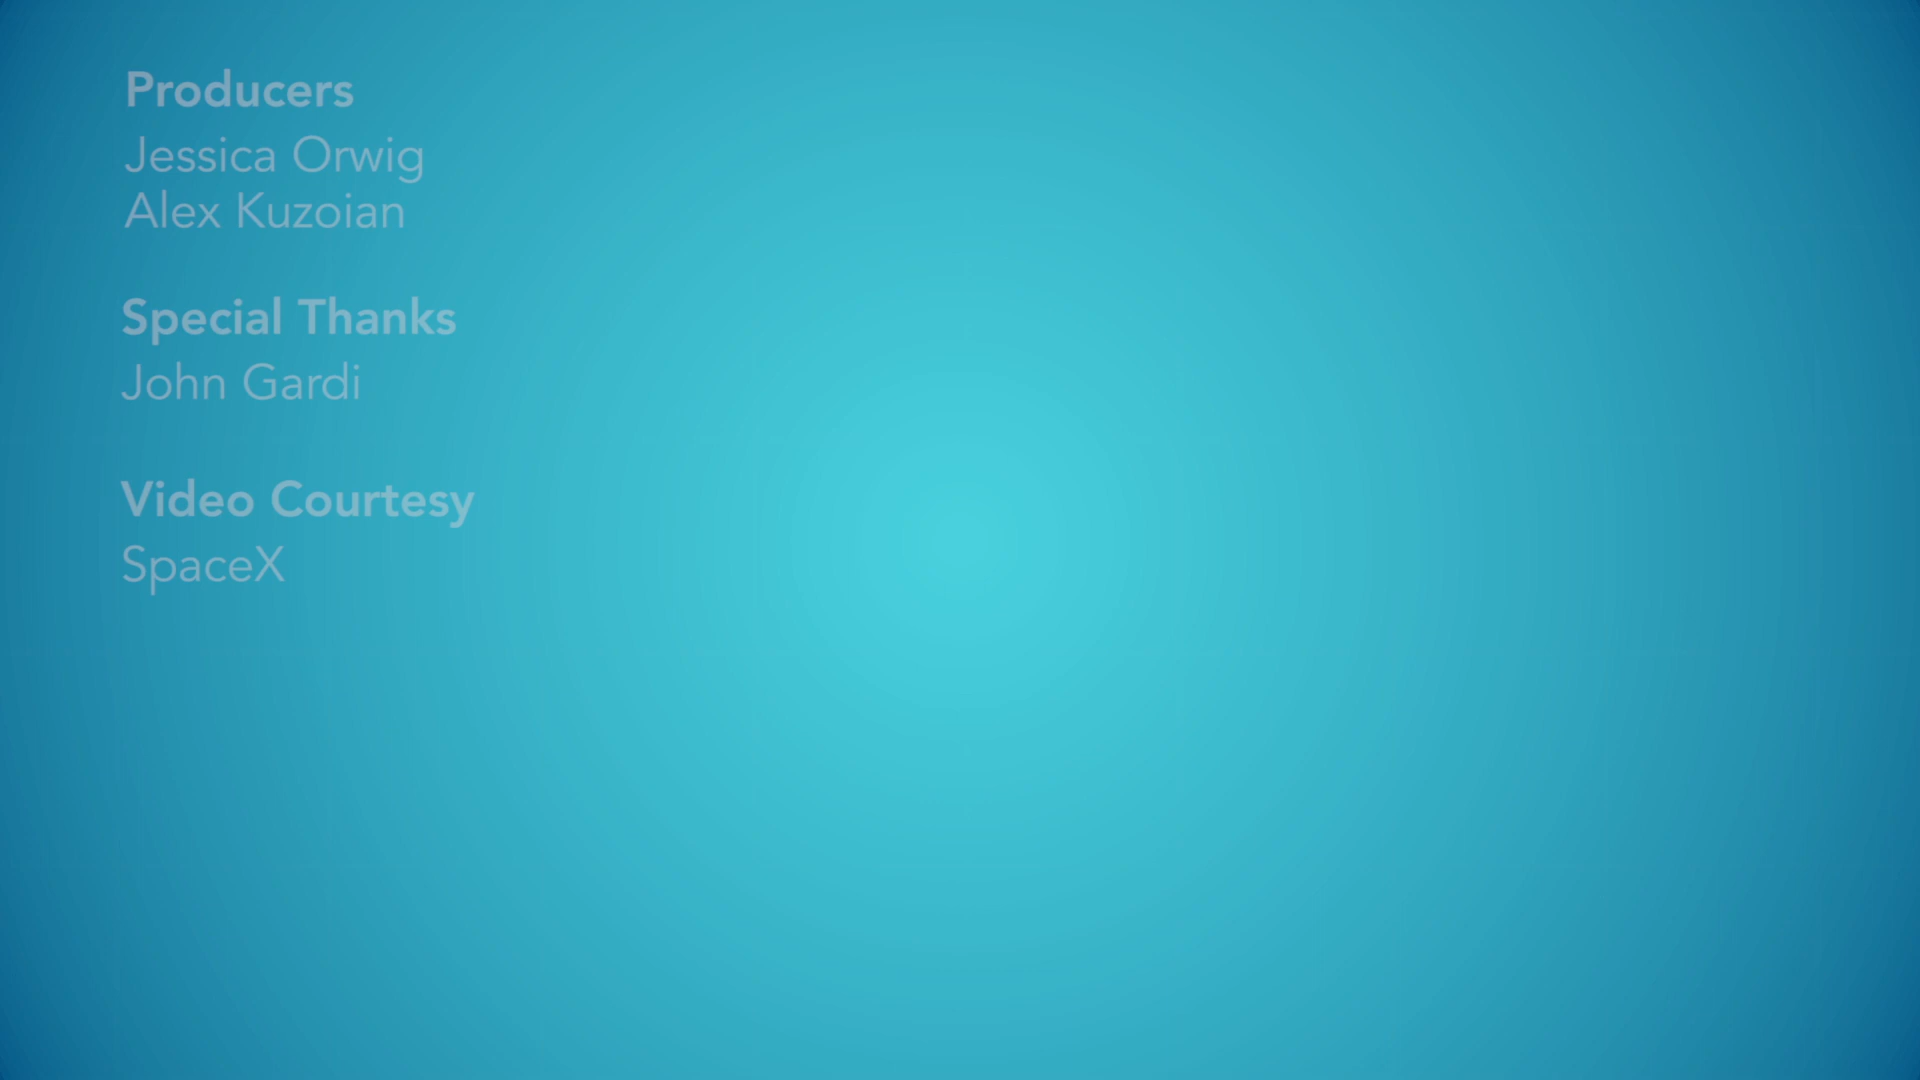 Producers
Jessica Orwig
Alex Kuzoian
Special Thanks
John Gardi
Video Courtesy
SpaceX